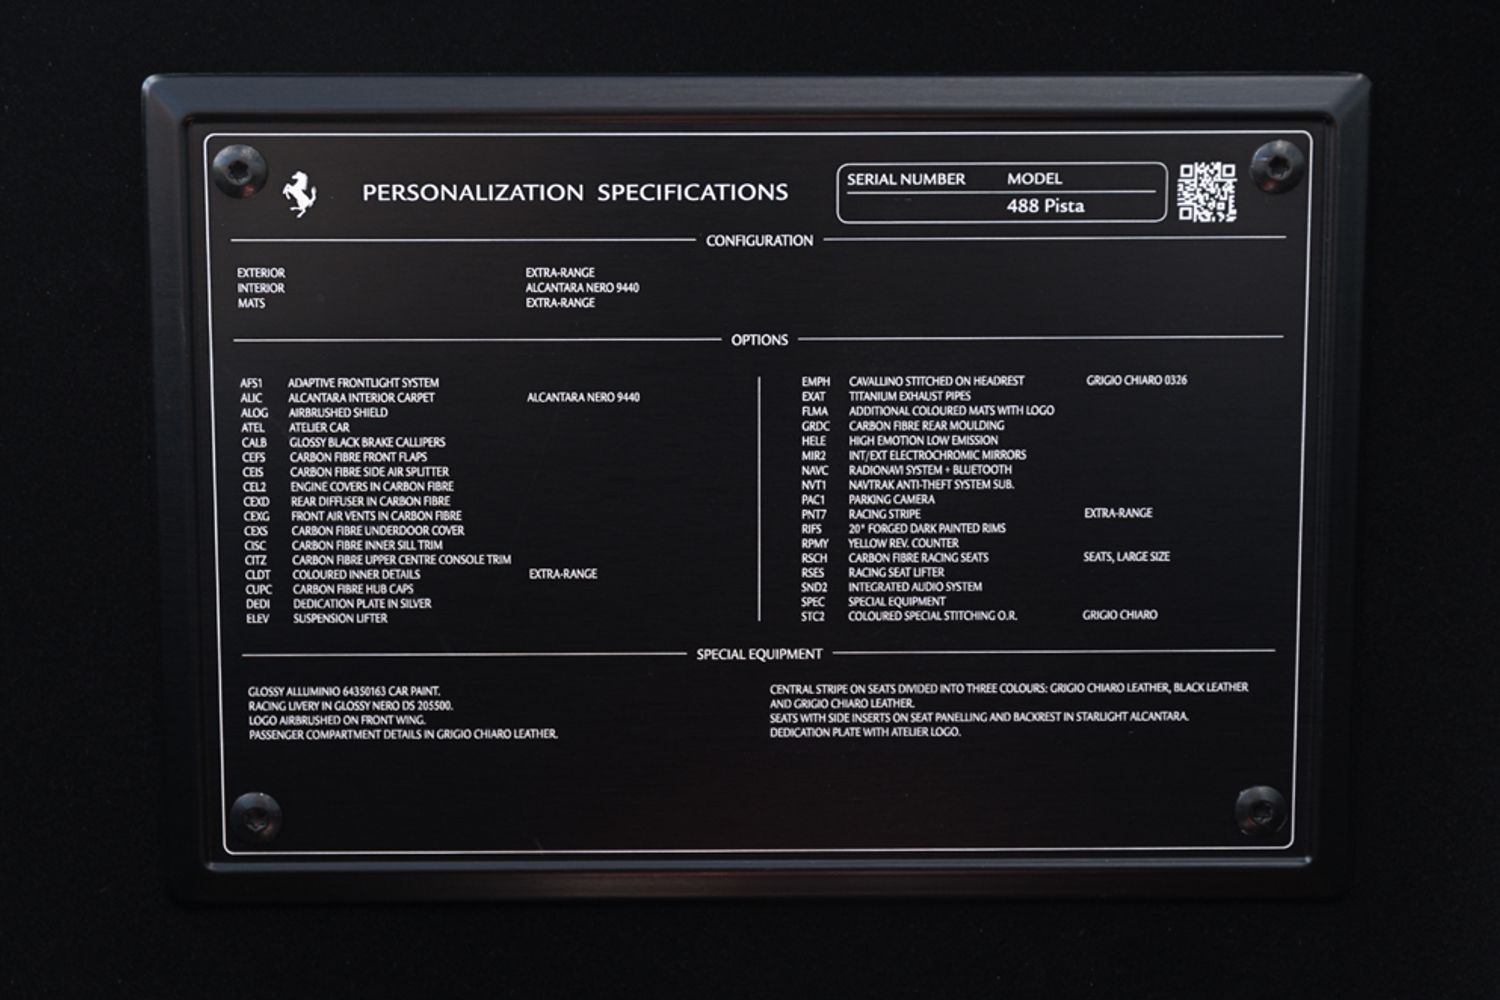 PERSONALIZATION SPECIFICATIONS
SERIAL NUMBER MODEL
488 Pista
CONFIGURATION
EXTERIOR EXTRA-RANGE
INTERIOR ALCANTARA NERO 9440
MATS EXTRA-RANGE
OPTIONS
AFS1 ADAPTIVE FRONTLIGHT SYSTEM
ALIC ALCANTARA INTERIOR CARPET ALCANTARA NERO 9440
ALOG AIRBRUSHED SHIELD
ATEL ATELIER CAR
CALB GLOSSY BLACK BRAKE CALLIPERS
CEFS CARBON FIBRE FRONT FLAPS
CEIS CARBON FIBRE SIDE AIR SPLITTER
CEL2 ENGINE COVERS IN CARBON FIBRE
CEXD REAR DIFFUSER IN CARBON FIBRE
CEXG FRONT AIR VENTS IN CARBON FIBRE
CEXS CARBON FIBRE UNDERDOOR COVER
CISC CARBON FIBRE INNER SILL TRIM
CITZ CARBON FIBRE UPPER CENTRE CONSOLE TRIM
CLDT COLOURED INNER DETAILS EXTRA-RANGE
CUPC CARBON FIBRE HUB CAPS
DEDI DEDICATION PLATE IN SILVER
ELEV SUSPENSION LIFTER
EMPH CAVALLINO STITCHED ON HEADREST GRIGIO CHIARO 0326
EXAT TITANIUM EXHAUST PIPES
FLMA ADDITIONAL COLOURED MATS WITH LOGO
GRDC CARBON FIBRE REAR MOULDING
HELE HIGH EMOTION LOW EMISSION
MIR2 INT/EXT ELECTROCHROMIC MIRRORS
NAVC RADIONAVI SYSTEM + BLUETOOTH
NVT1 NAVTRAK ANTI-THEFT SYSTEM SUB.
PAC1 PARKING CAMERA
PNT7 RACING STRIPE EXTRA-RANGE
RIF5 20" FORGED DARK PAINTED RIMS
RPMY YELLOW REV. COUNTER
RSCH CARBON FIBRE RACING SEATS SEATS, LARGE SIZE
RSES RACING SEAT LIFTER
SND2 INTEGRATED AUDIO SYSTEM
SPEC SPECIAL EQUIPMENT
STC2 COLOURED SPECIAL STITCHING O.R. GRIGIO CHIARO
SPECIAL EQUIPMENT
GLOSSY ALLUMINIO 64350163 CAR PAINT.
RACING LIVERY IN GLOSSY NERO DS 205500.
LOGO AIRBRUSHED ON FRONT WING.
PASSENGER COMPARTMENT DETAILS IN GRIGIO CHIARO LEATHER.
CENTRAL STRIPE ON SEATS DIVIDED INTO THREE COLOURS: GRIGIO CHIARO LEATHER, BLACK LEATHER
AND GRIGIO CHIARO LEATHER.
SEATS WITH SIDE INSERTS ON SEAT PANELLING AND BACKREST IN STARLIGHT ALCANTARA.
DEDICATION PLATE WITH ATELIER LOGO.